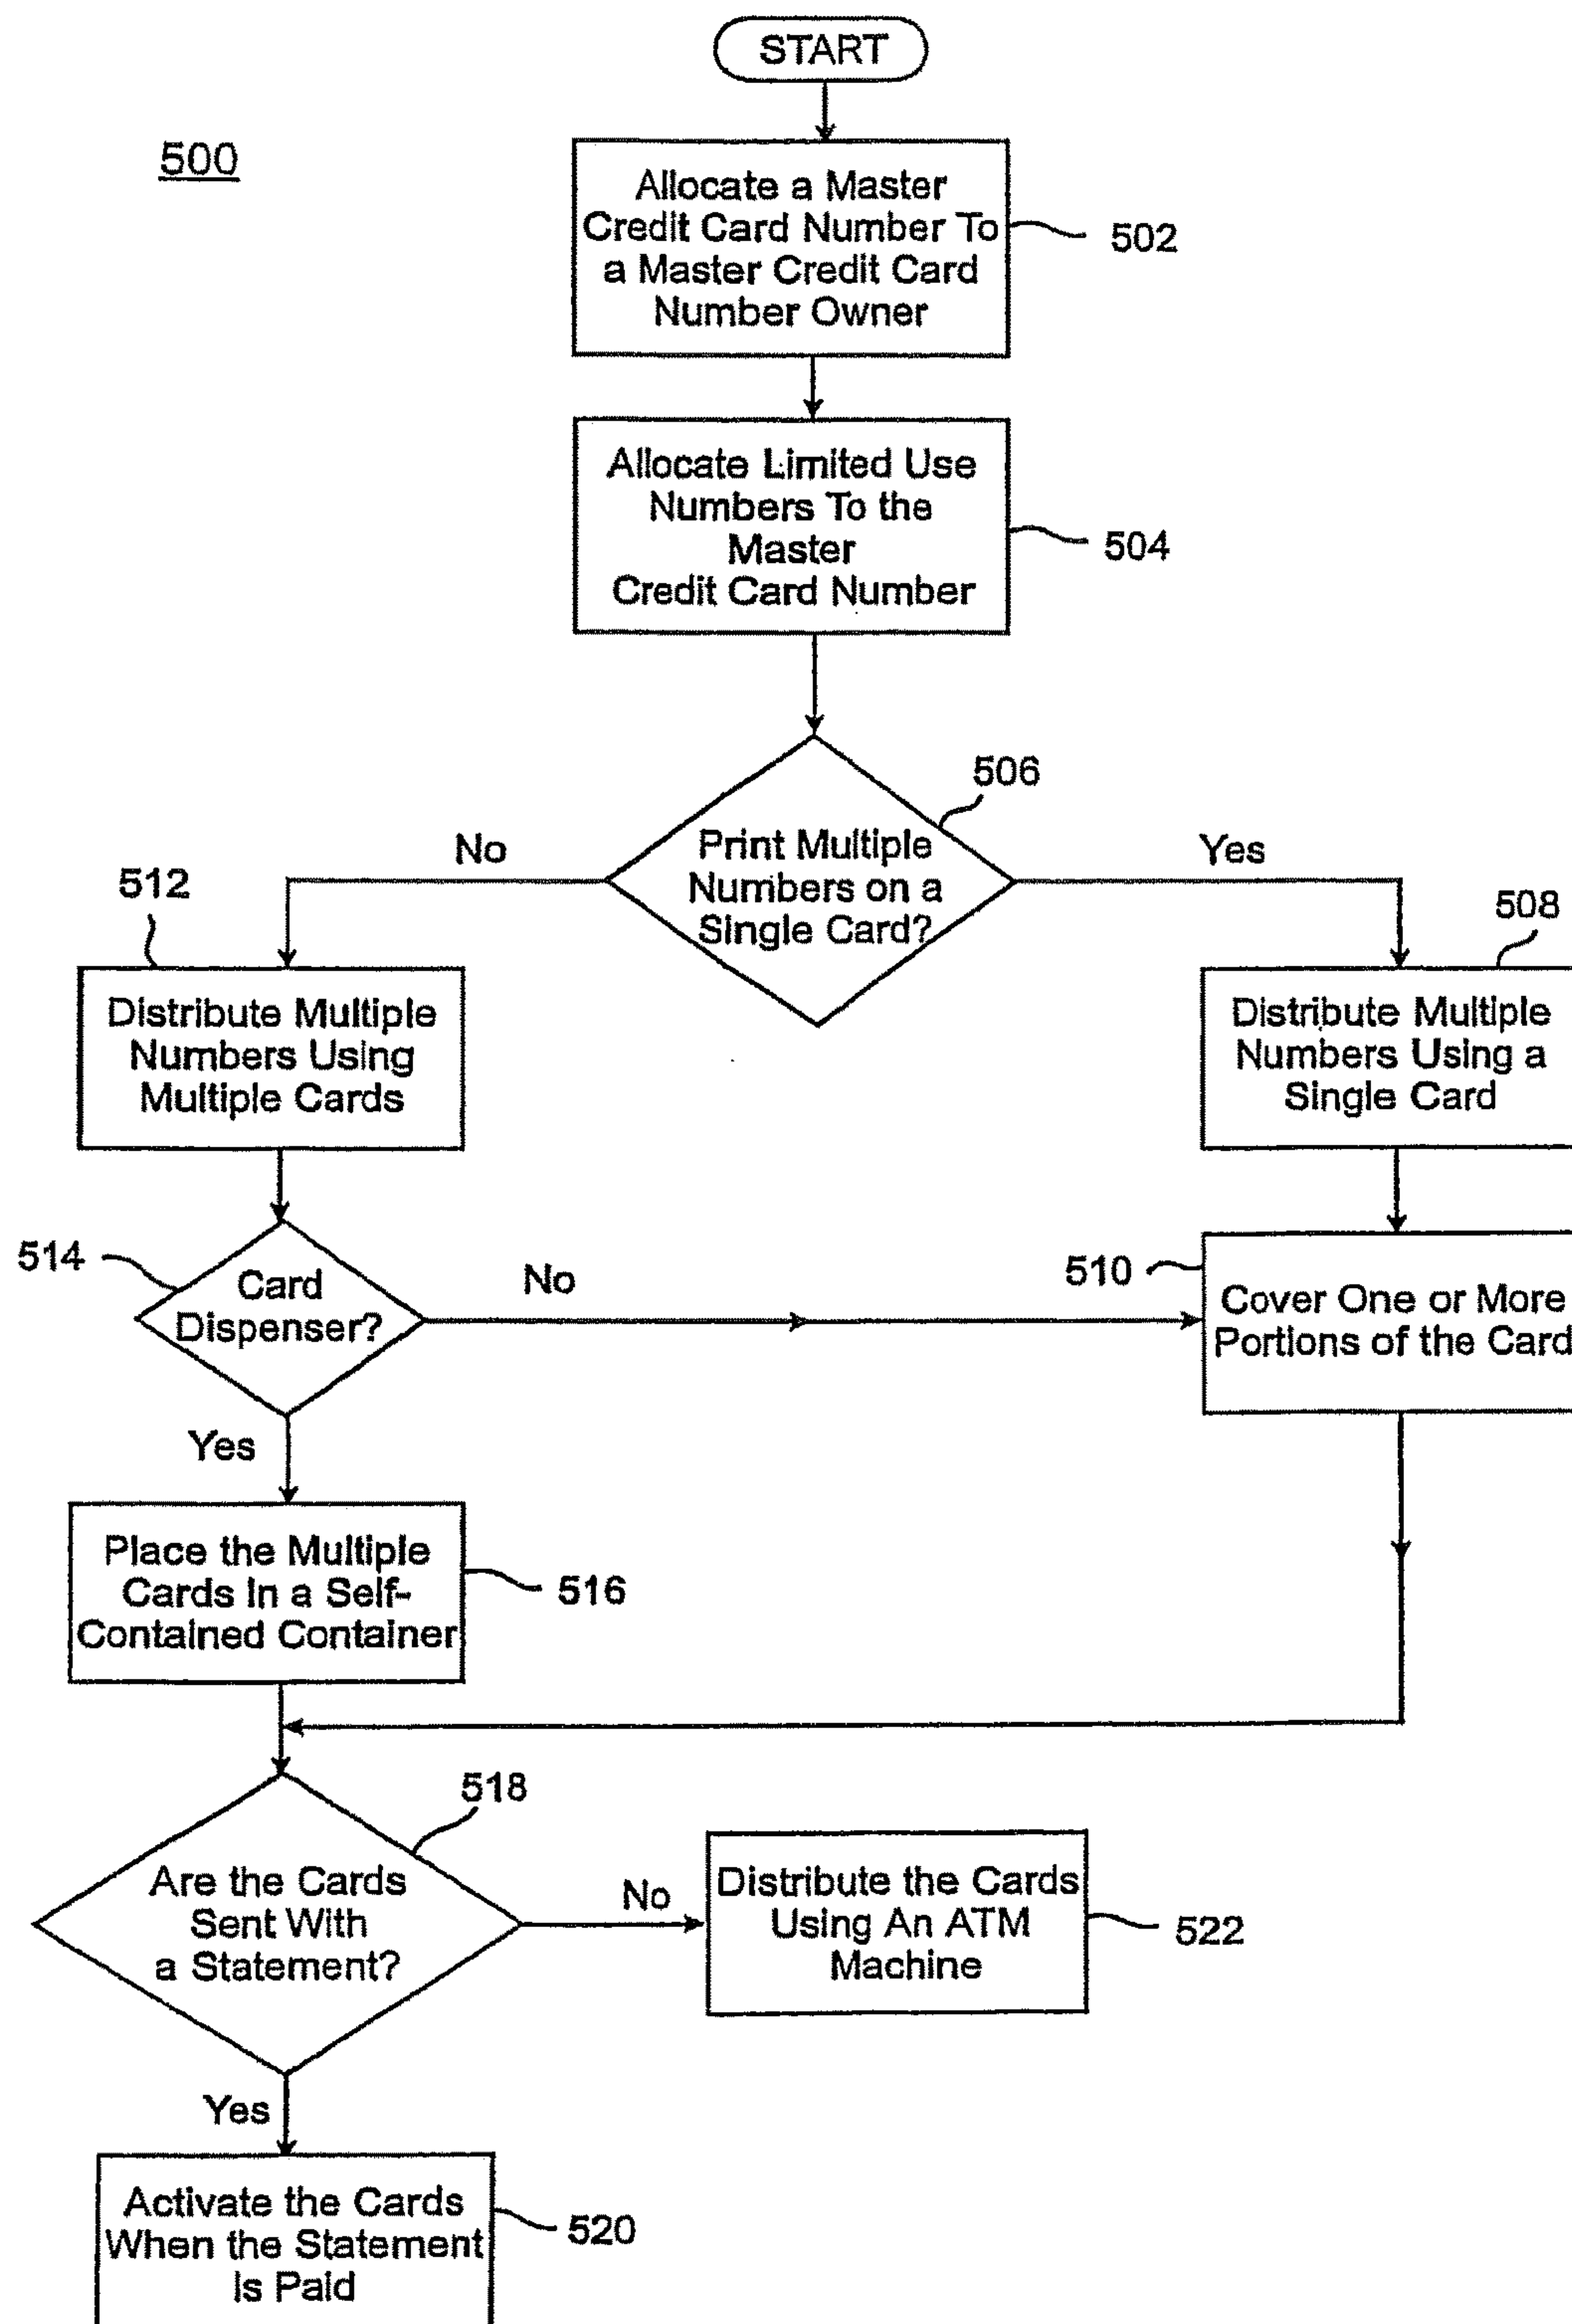 START
500
Allocate a Master
Credit Card Number To
a Master Credit Card
Number Owner
502
Allocate Limited Use
Numbers To the
Master
Credit Card Number
504
506
Print Multiple
Numbers on a
Single Card?
No
Yes
512
508
Distribute Multiple
Numbers Using
Multiple Cards
Distribute Multiple
Numbers Using a
Single Card
514
Card
Dispenser?
No
510
Cover One or More
Portions of the Card
Yes
Place the Multiple
Cards In a Self-
Contained Container
516
518
Are the Cards
Sent With
a Statement?
No
Distribute the Cards
Using An ATM
Machine
522
Yes
Activate the Cards
When the Statement
Is Paid
520